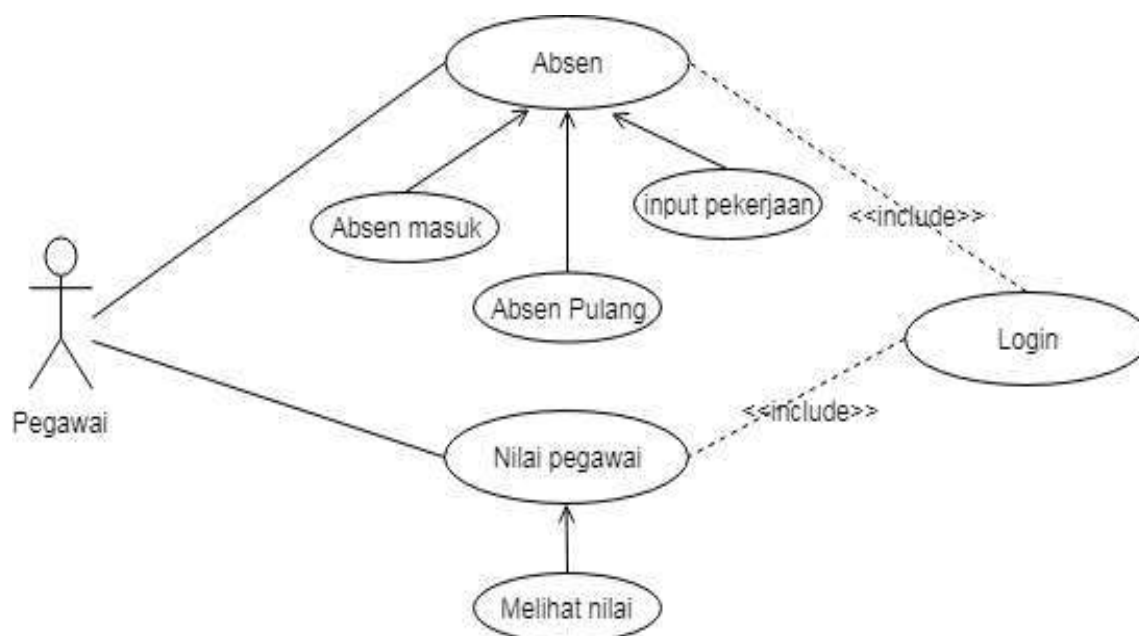 Absen
Absen masuk
input pekerjaan
<<include>>
Absen Pulang
Login
Pegawai
<<include>>
Nilai pegawai
Melihat nilai